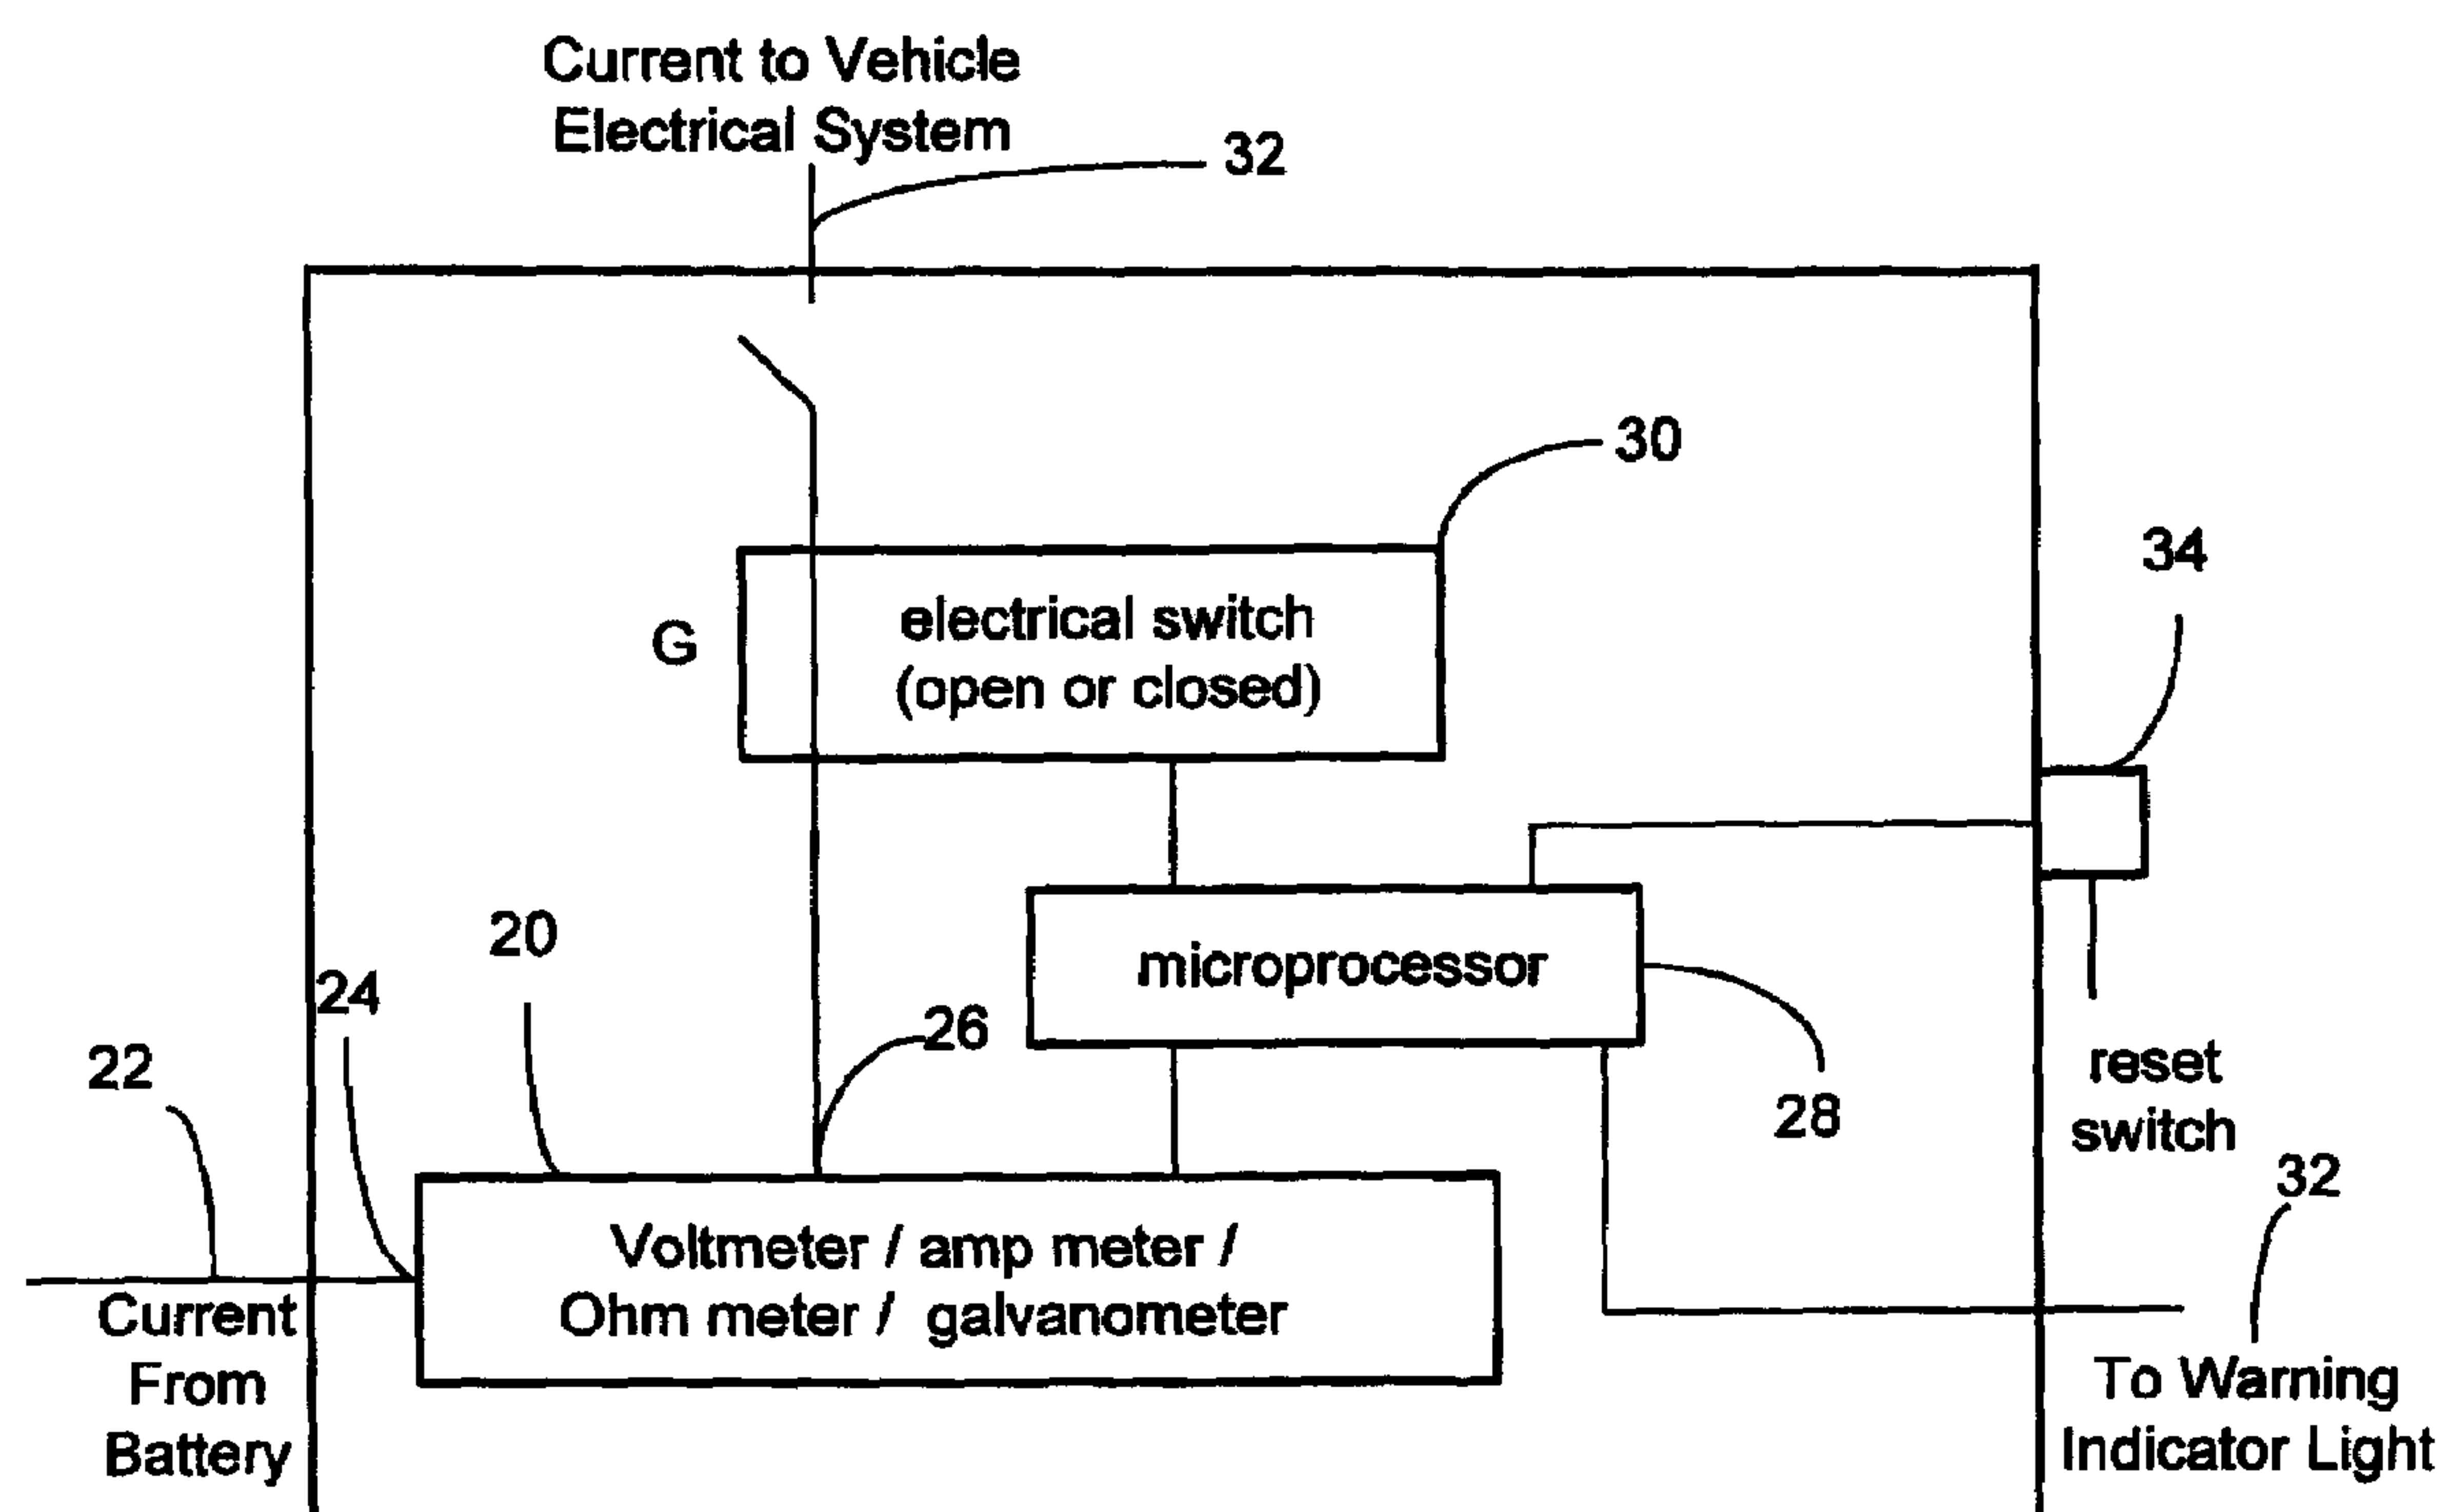 Current to Vehicle
Electrical System
32
30
34
electrical switch
(open or closed)
G
microprocessor
20
24
26
22
28
reset
switch
32
Voltmeter / amp meter /
Ohm meter / galvanometer
Current
From
Battery
To Warning
Indicator Light